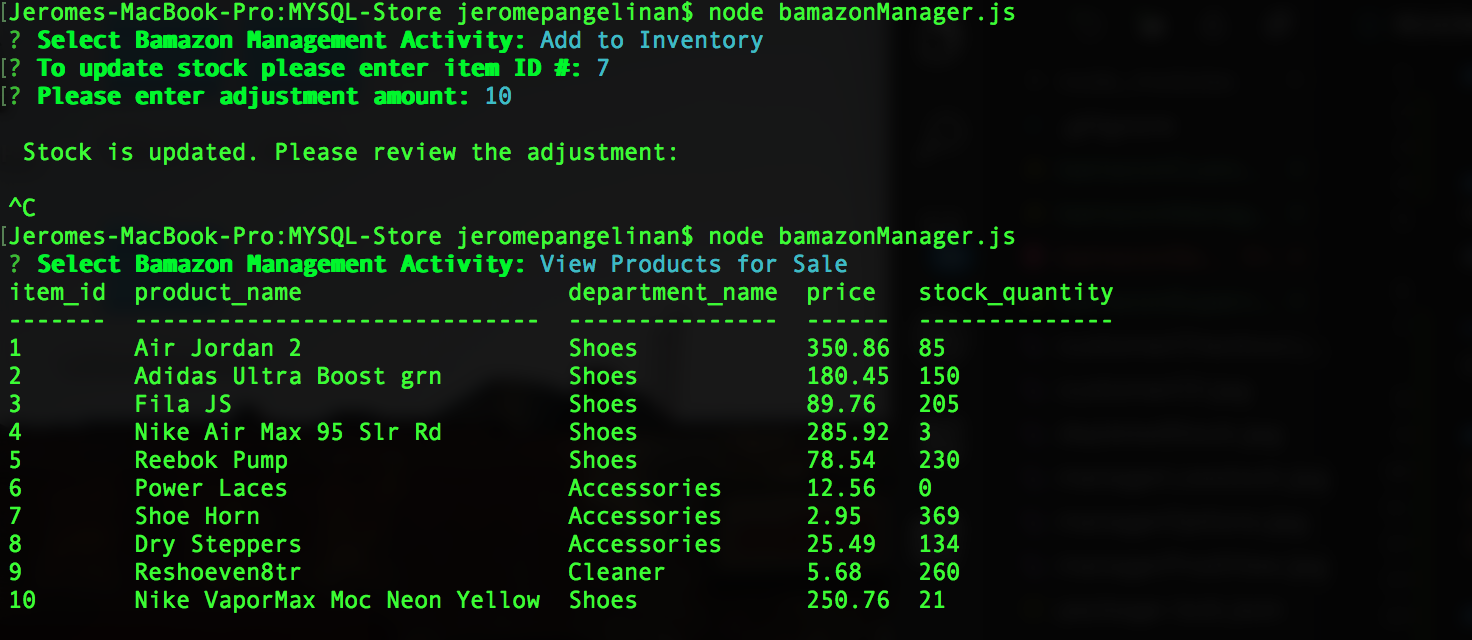 [Jeromes-MacBook-Pro:MYSQL-Store jeromepangelinan$ node bamazonManager.js
? Select Bamazon Management Activity: Add to Inventory
[? To update stock please enter item ID #: 7
[? Please enter adjustment amount: 10
Stock is updated. Please review the adjustment:
^C
[Jeromes-MacBook-Pro:MYSQL-Store jeromepangelinan$ node bamazonManager.js
? Select Bamazon Management Activity: View Products for Sale
item_id  product_name                   department_name  price   stock_quantity
-------  -----------------------------  ---------------  ------  --------------
1        Air Jordan 2                   Shoes            350.86  85
2        Adidas Ultra Boost grn         Shoes            180.45  150
3        Fila JS                        Shoes            89.76   205
4        Nike Air Max 95 Slr Rd         Shoes            285.92  3
5        Reebok Pump                    Shoes            78.54   230
6        Power Laces                    Accessories      12.56   0
7        Shoe Horn                      Accessories      2.95    369
8        Dry Steppers                   Accessories      25.49   134
9        Reshoeven8tr                   Cleaner          5.68    260
10       Nike VaporMax Moc Neon Yellow  Shoes            250.76  21